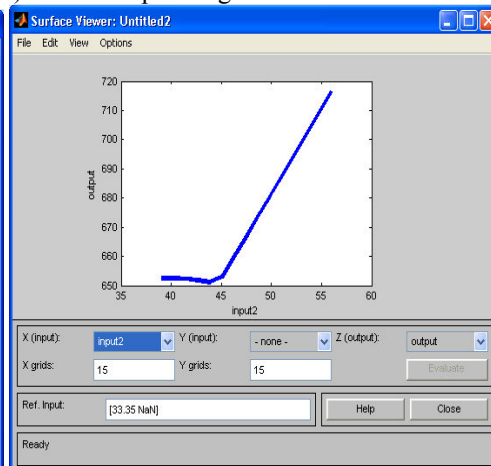 Surface Viewer: Untitled2
File Edit View Options
720
710
700
690
680
670
660
650
output
35 40 45 50 55 60
input2
X (input): input2 Y (input): - none - Z (output): output
X grids: 15 Y grids: 15 Evaluate
Ref. Input: [33.35 NaN] Help Close
Ready